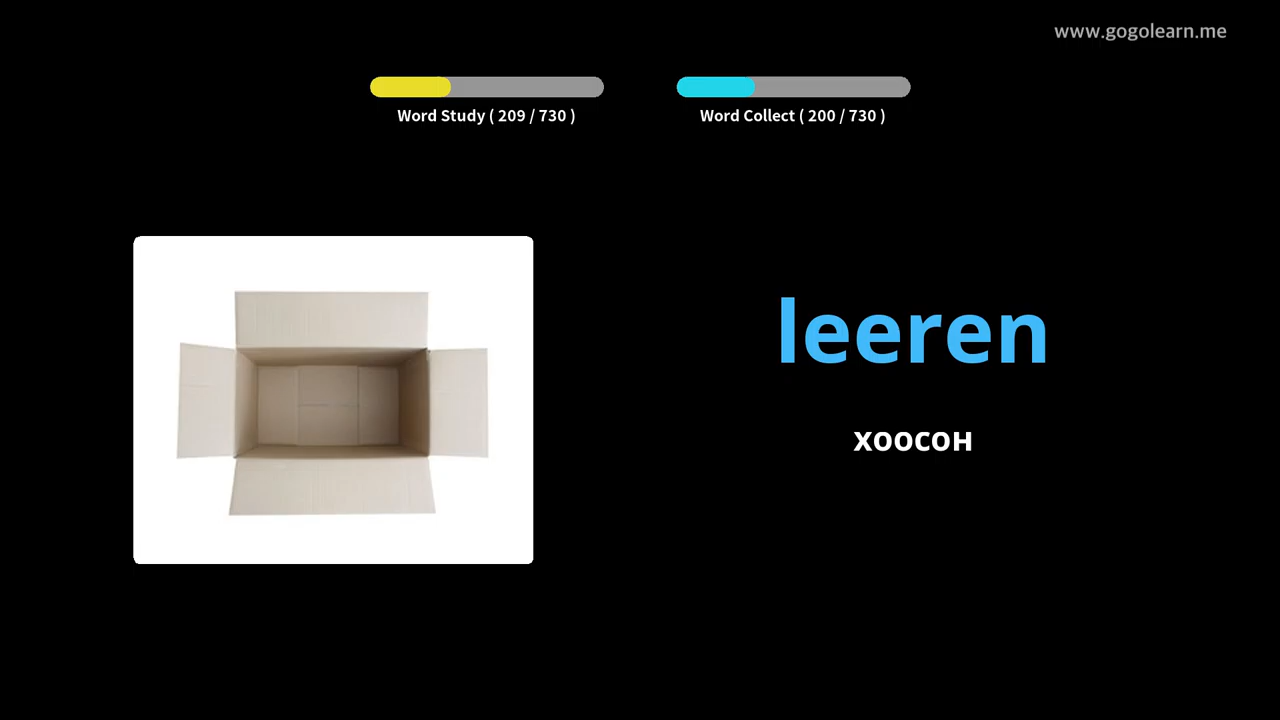 www.gogolearn.me
Word Study ( 209 / 730 )
Word Collect ( 200 / 730 )
leeren
хоосон